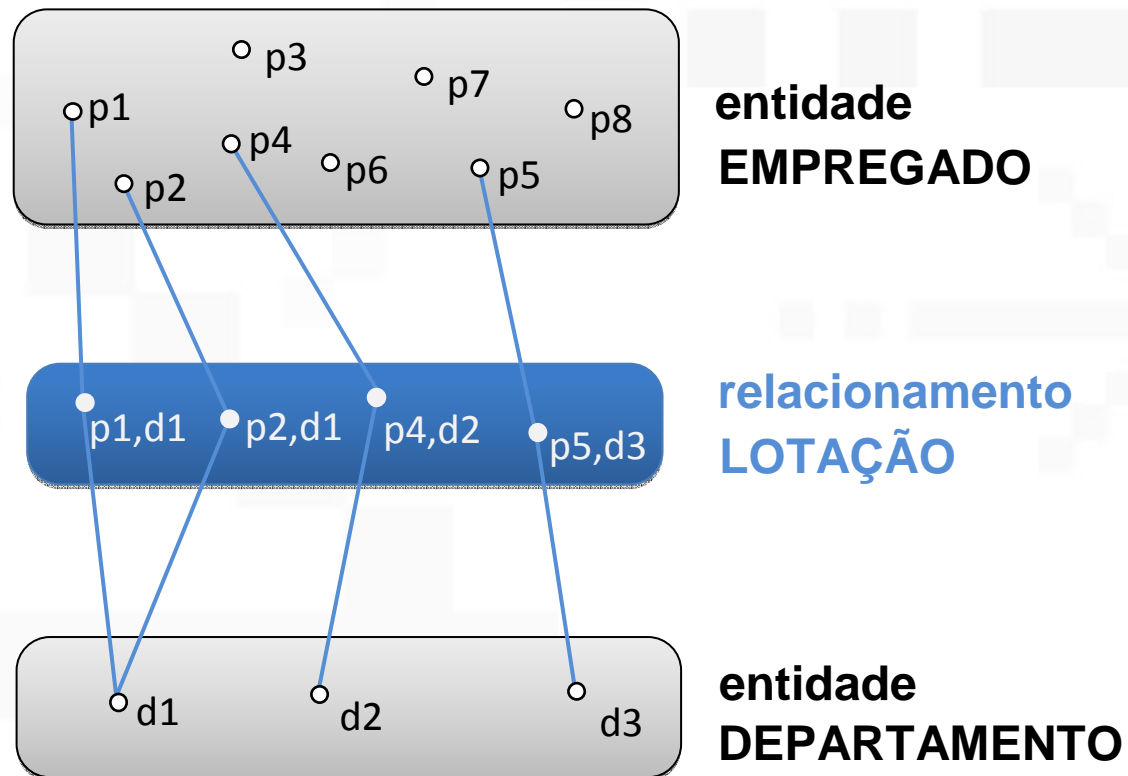 p3
p7
p1
p8
p4
p6
p5
p2
entidade
EMPREGADO
p1,d1
p2,d1
p4,d2
p5,d3
relacionamento
LOTAÇÃO
d1
d2
d3
entidade
DEPARTAMENTO